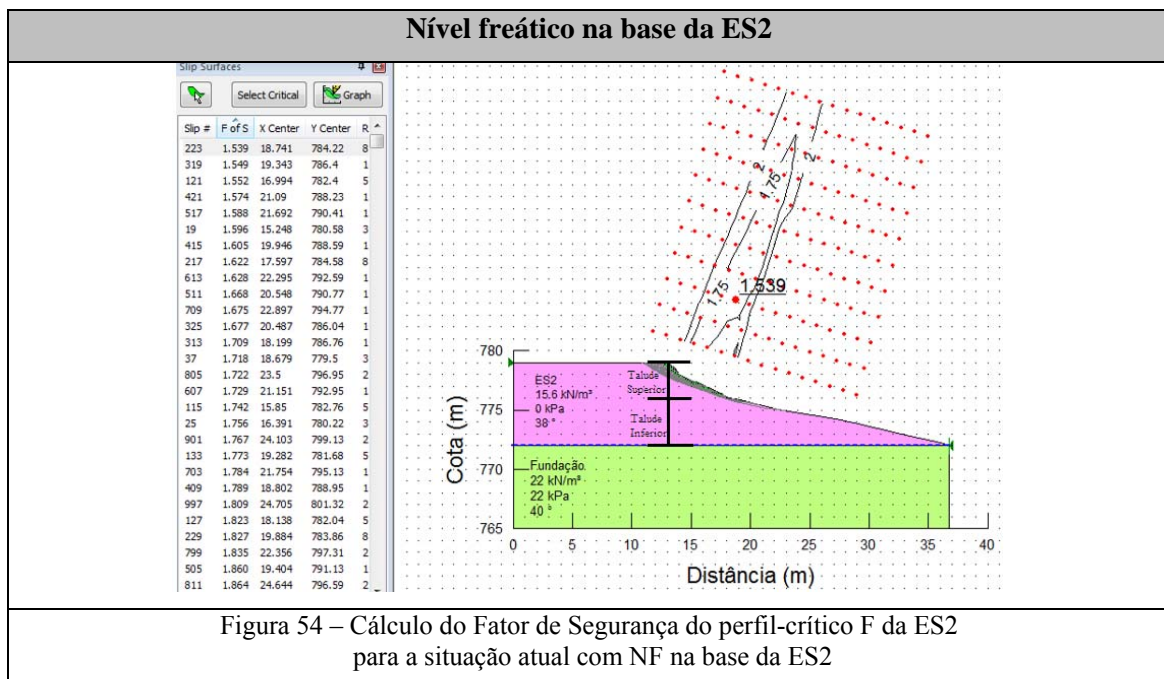 Nível freático na base da ES2
Slip Surfaces
Select Critical
Graph
Slip # F of S X Center Y Center R
223 1.539 18.741 784.22 8
319 1.549 19.343 786.4 1
121 1.552 16.994 782.4 5
421 1.574 21.09 788.23 1
517 1.588 21.692 790.41 1
19 1.596 15.248 780.58 3
415 1.605 19.946 788.59 1
217 1.622 17.597 784.58 8
613 1.628 22.295 792.59 1
511 1.668 20.548 790.77 1
709 1.675 22.897 794.77 1
325 1.677 20.487 786.04 1
313 1.709 18.199 786.76 1
37 1.718 18.679 779.5 3
805 1.722 23.5 796.95 2
607 1.729 21.151 792.95 1
115 1.742 15.85 782.76 5
25 1.756 16.391 780.22 3
901 1.767 24.103 799.13 2
133 1.773 19.282 781.68 5
703 1.784 21.754 795.13 1
409 1.789 18.802 788.95 1
997 1.809 24.705 801.32 2
127 1.823 18.138 782.04 5
229 1.827 19.884 783.86 8
799 1.835 22.356 797.31 2
505 1.860 19.404 791.13 1
811 1.864 24.644 796.59 2
2
1.75
2
1.75
1.539
780
775
770
765
Cota (m)
ES2
15.6 kN/m³
0 kPa
38 °
Talude
Superior
Talude
Inferior
Fundação
22 kN/m³
22 kPa
40 °
0 5 10 15 20 25 30 35 40
Distância (m)
Figura 54 – Cálculo do Fator de Segurança do perfil-crítico F da ES2
para a situação atual com NF na base da ES2